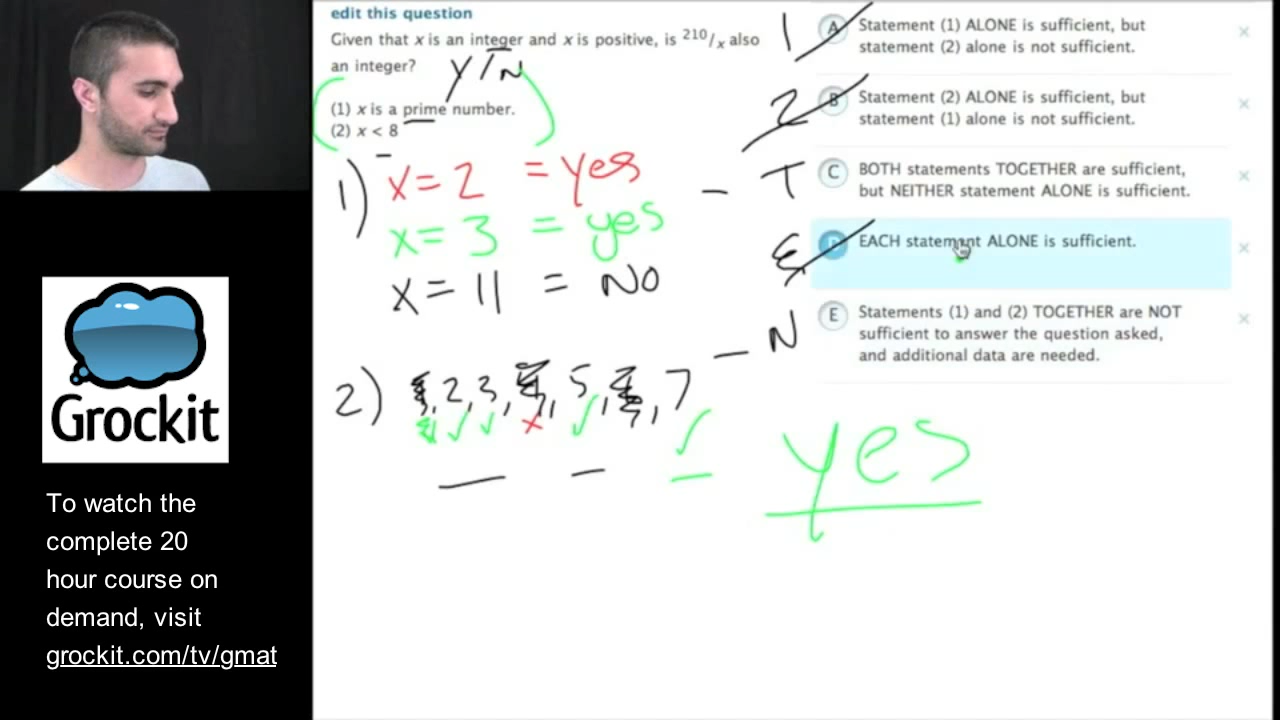 edit this question
Given that x is an integer and x is positive, is 210/x also
an integer?
Y/N
(1) x is a prime number.
(2) x < 8
1) x = 2 = yes
x = 3 = yes
x = 11 = NO
2) , 2, 3, , 5, , 7
yes
1 A Statement (1) ALONE is sufficient, but
statement (2) alone is not sufficient.
2 B Statement (2) ALONE is sufficient, but
statement (1) alone is not sufficient.
T C BOTH statements TOGETHER are sufficient,
but NEITHER statement ALONE is sufficient.
E D EACH statement ALONE is sufficient.
N E Statements (1) and (2) TOGETHER are NOT
sufficient to answer the question asked,
and additional data are needed.
Grockit
To watch the
complete 20
hour course on
demand, visit
grockit.com/tv/gmat